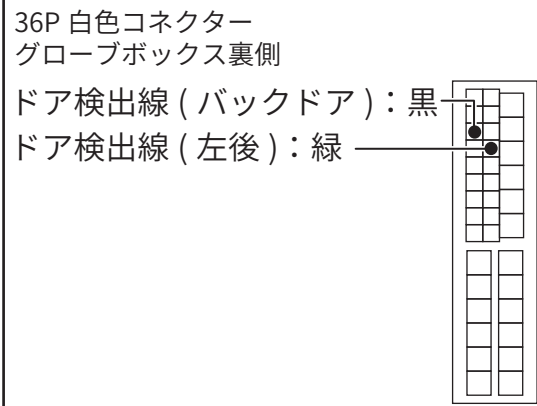 36P 白色コネクター
グローブボックス裏側
ドア検出線 ( バックドア )：黒
ドア検出線 ( 左後 )：緑